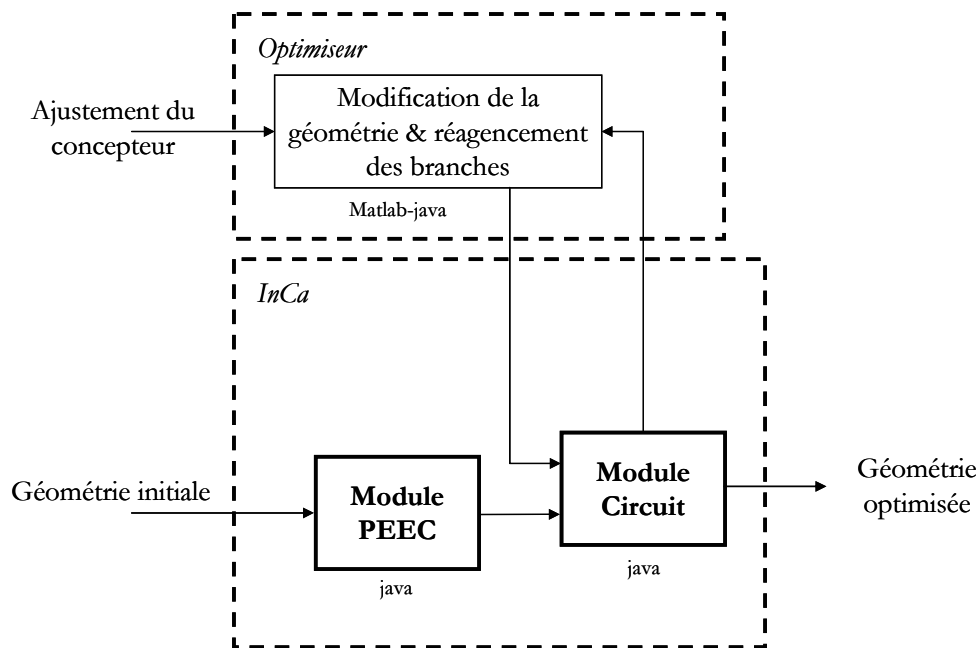 Optimiseur
Ajustement du
concepteur
Modification de la
géométrie & réagencement
des branches
Matlab-java
InCa
Géométrie initiale
Module
PEEC
java
Module
Circuit
java
Géométrie
optimisée